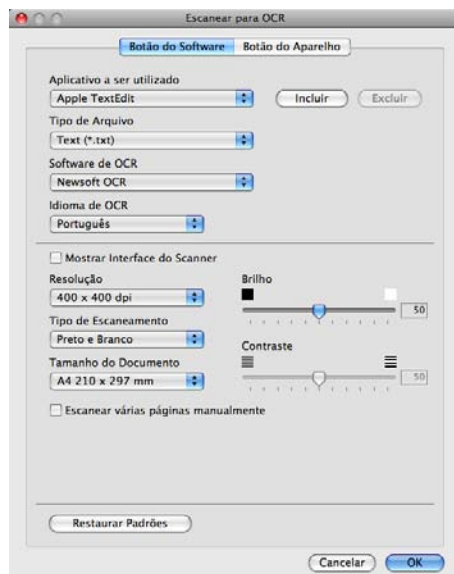 Escanear para OCR
Botão do Software Botão do Aparelho
Aplicativo a ser utilizado
Apple TextEdit Incluir Excluir
Tipo de Arquivo
Text (*.txt)
Software de OCR
Newsoft OCR
Idioma de OCR
Português
Mostrar Interface do Scanner
Resolução Brilho
400 x 400 dpi 50
Tipo de Escaneamento
Preto e Branco Contraste
Tamanho do Documento
A4 210 x 297 mm 50
Escanear várias páginas manualmente
Restaurar Padrões
Cancelar OK